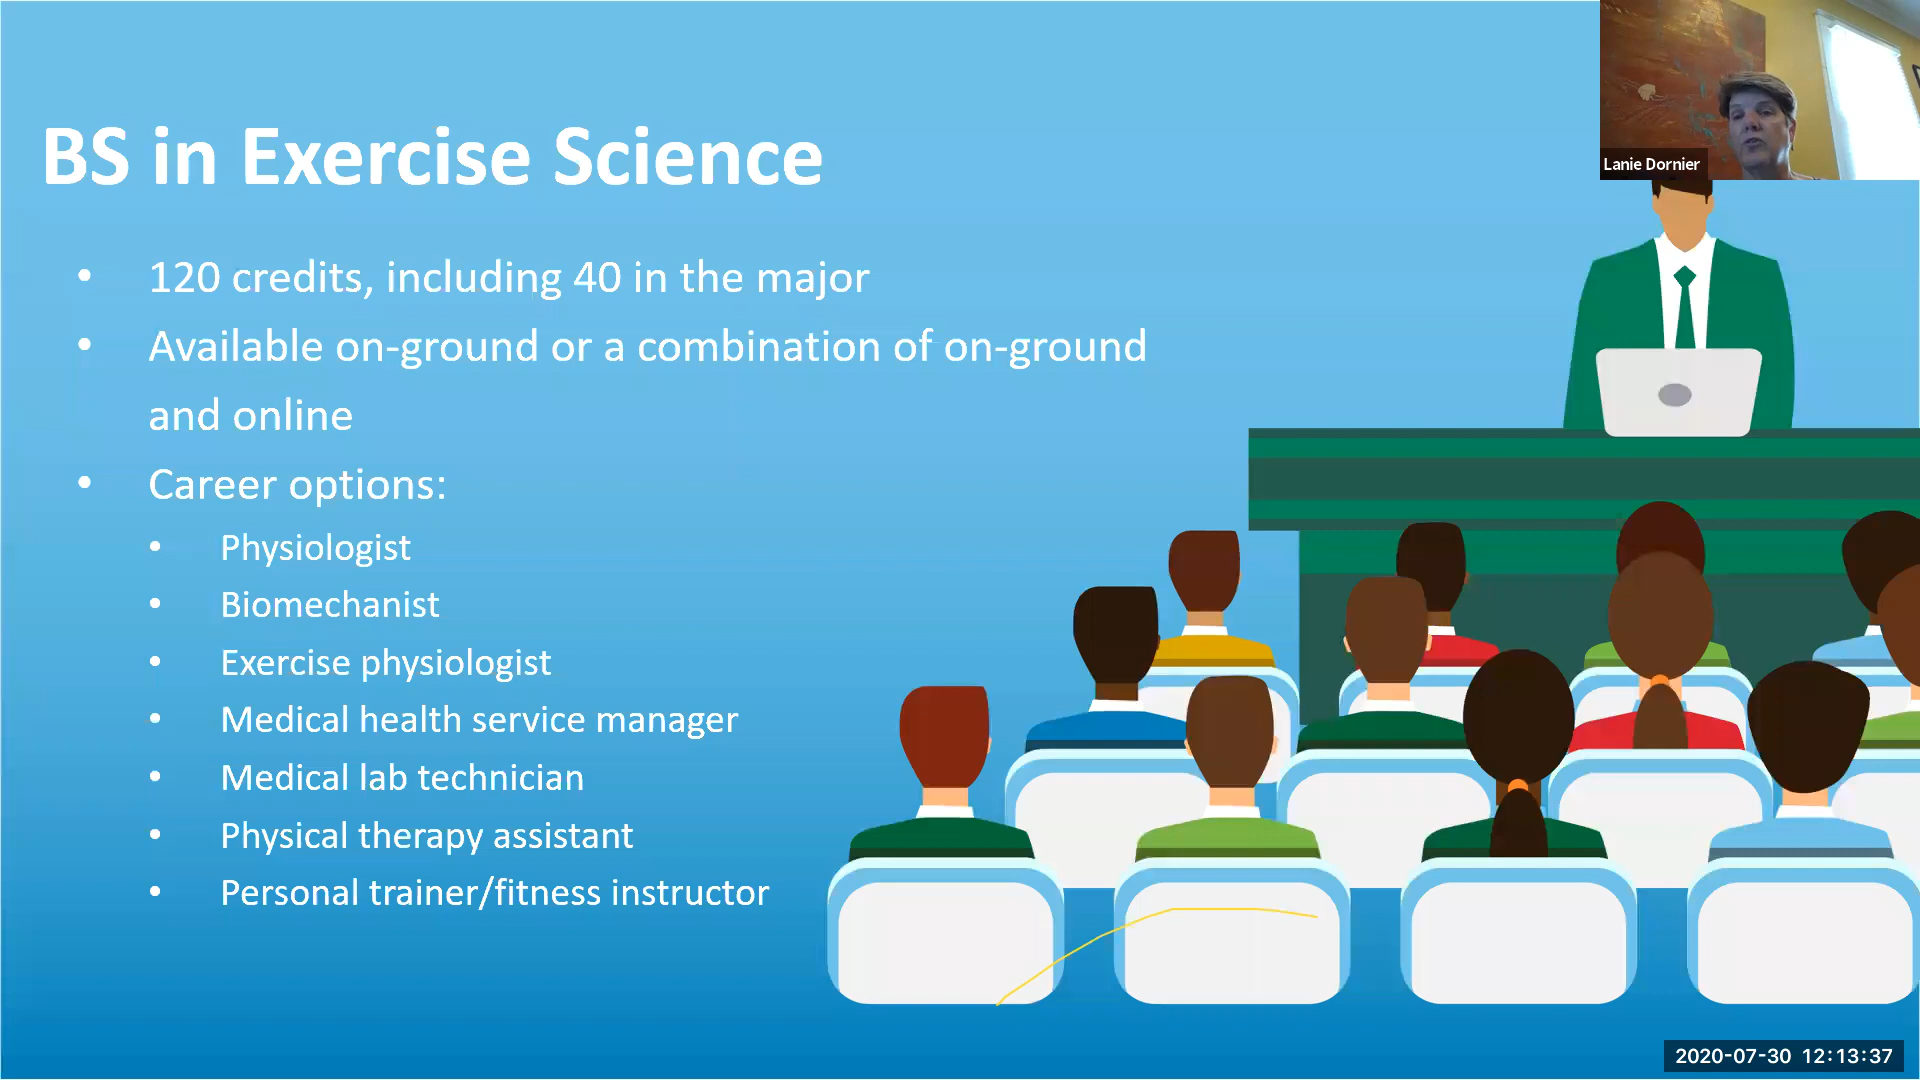 Lanie Dornier
BS in Exercise Science
• 120 credits, including 40 in the major
• Available on-ground or a combination of on-ground
and online
• Career options:
• Physiologist
• Biomechanist
• Exercise physiologist
• Medical health service manager
• Medical lab technician
• Physical therapy assistant
• Personal trainer/fitness instructor
2020-07-30 12:13:37